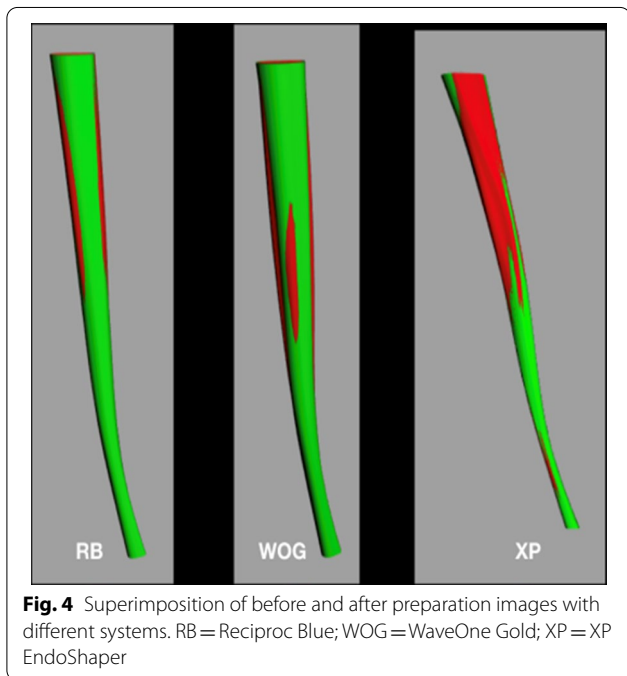 RB
WOG
XP
Fig. 4 Superimposition of before and after preparation images with
different systems. RB = Reciproc Blue; WOG = WaveOne Gold; XP = XP
EndoShaper